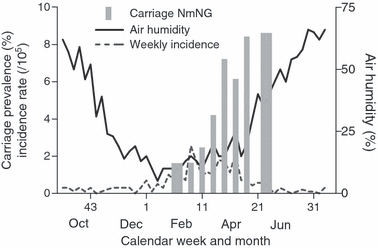 Carriage NmNG
Air humidity
Weekly incidence
Carriage prevalence (%)
incidence rate (/10⁵)
10
8
6
4
2
0
75
50
25
0
Air humidity (%)
43 1 11 21 31
Oct Dec Feb Apr Jun
Calendar week and month